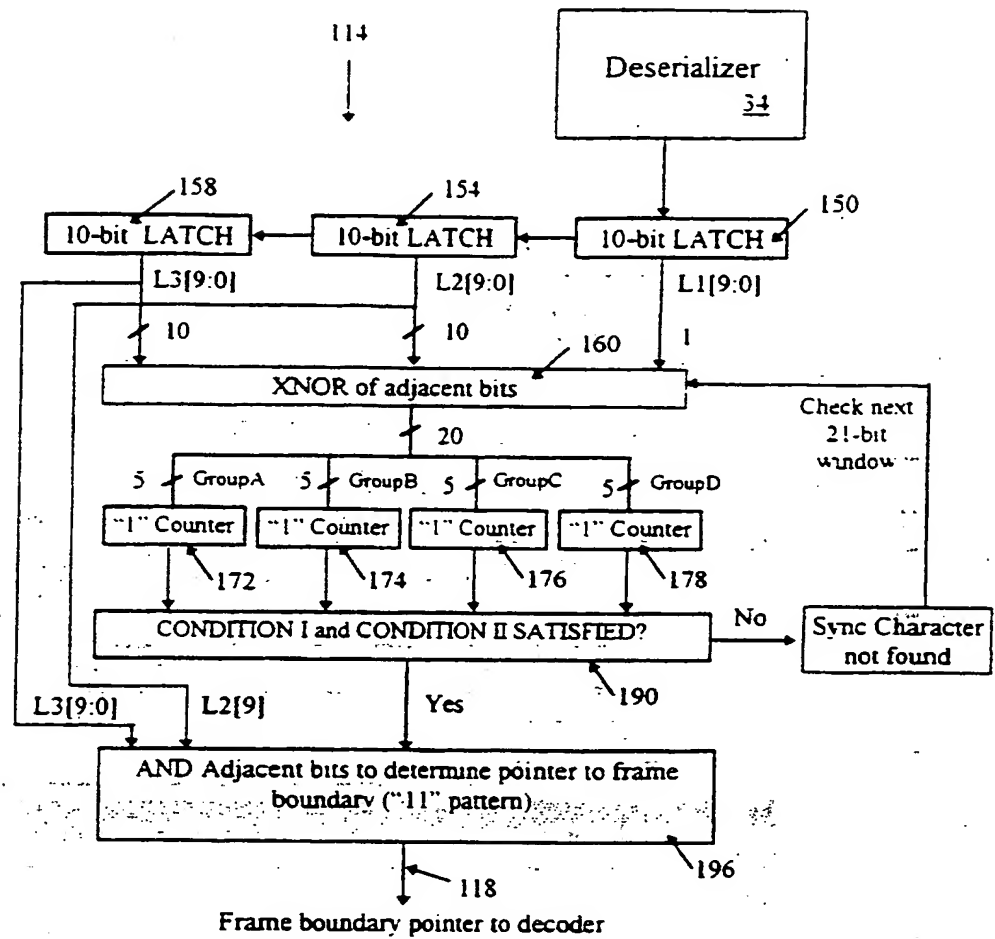 114
Deserializer
34
158
154
150
10-bit LATCH
10-bit LATCH
10-bit LATCH
L3[9:0]
L2[9:0]
L1[9:0]
10
10
1
160
XNOR of adjacent bits
Check next
21-bit
window
20
5 GroupA
5 GroupB
5 GroupC
5 GroupD
"1" Counter
"1" Counter
"1" Counter
"1" Counter
172
174
176
178
CONDITION I and CONDITION II SATISFIED?
No
Sync Character
not found
190
L3[9:0]
L2[9]
Yes
AND Adjacent bits to determine pointer to frame
boundary ("11" pattern)
196
118
Frame boundary pointer to decoder